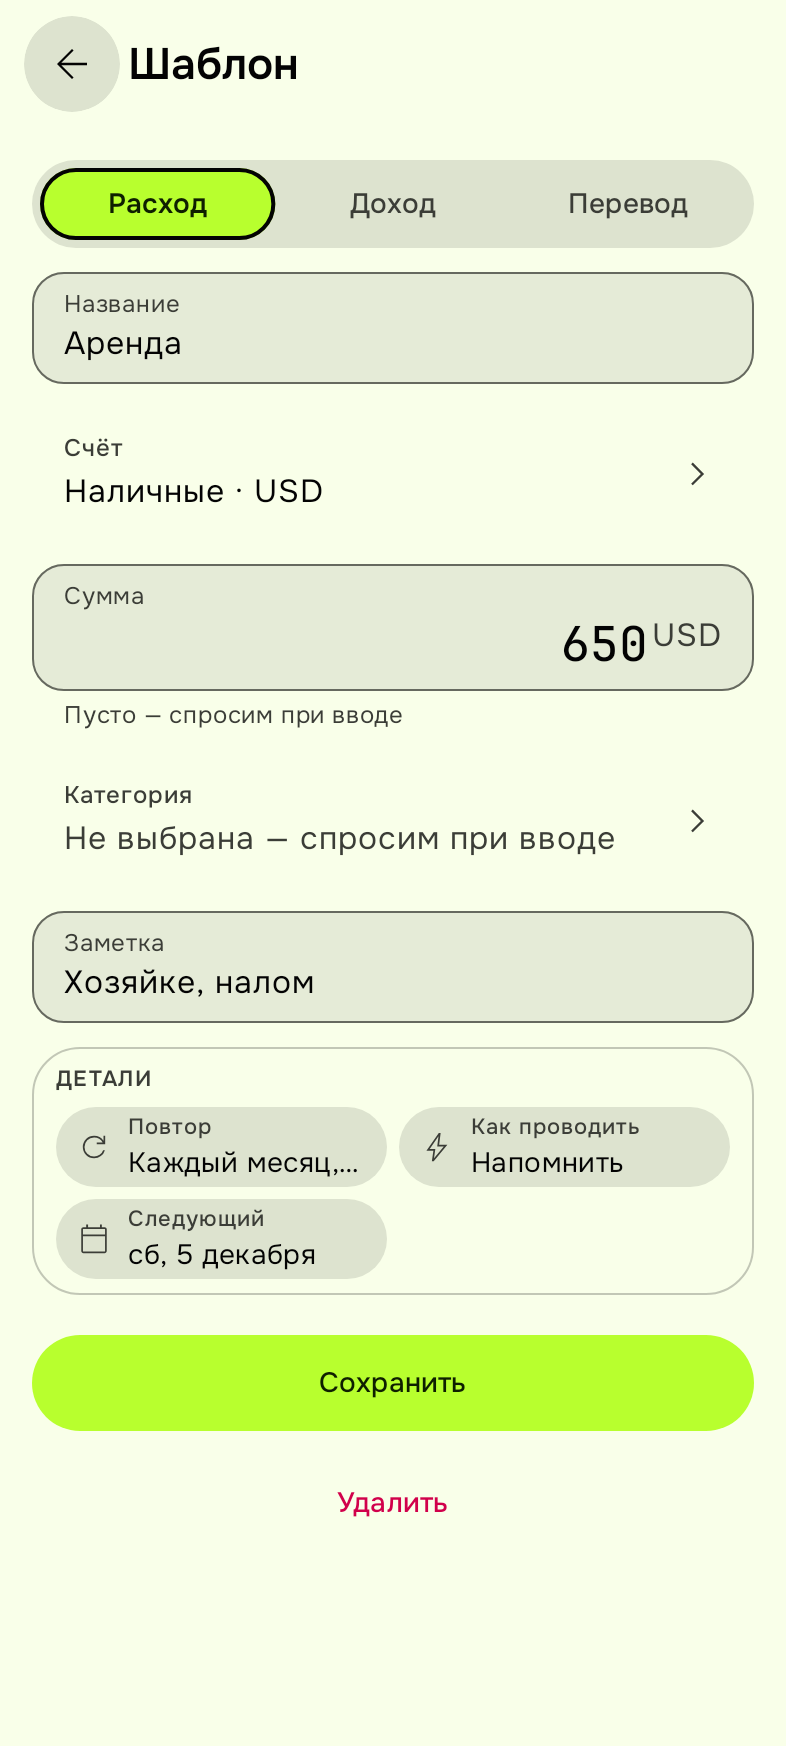 Шаблон
Расход
Доход
Перевод
Название
Аренда
Счёт
Наличные · USD
Сумма
650 USD
Пусто — спросим при вводе
Категория
Не выбрана — спросим при вводе
Заметка
Хозяйке, налом
ДЕТАЛИ
Повтор
Каждый месяц,...
Как проводить
Напомнить
Следующий
сб, 5 декабря
Сохранить
Удалить